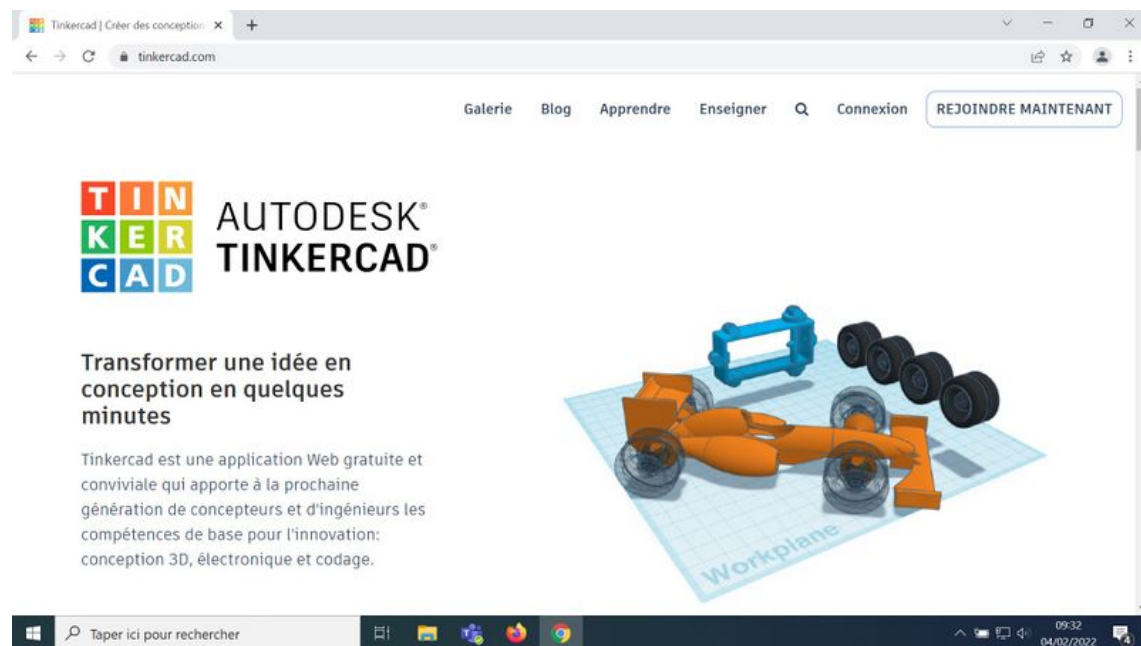 Tinkercad | Créer des conception
tinkercad.com
Galerie Blog Apprendre Enseigner Connexion REJOINDRE MAINTENANT
TIN
KER
CAD
AUTODESK®
TINKERCAD®
Transformer une idée en
conception en quelques
minutes
Tinkercad est une application Web gratuite et
conviviale qui apporte à la prochaine
génération de concepteurs et d'ingénieurs les
compétences de base pour l'innovation:
conception 3D, électronique et codage.
Workplane
Taper ici pour rechercher
09:32
04/02/2022